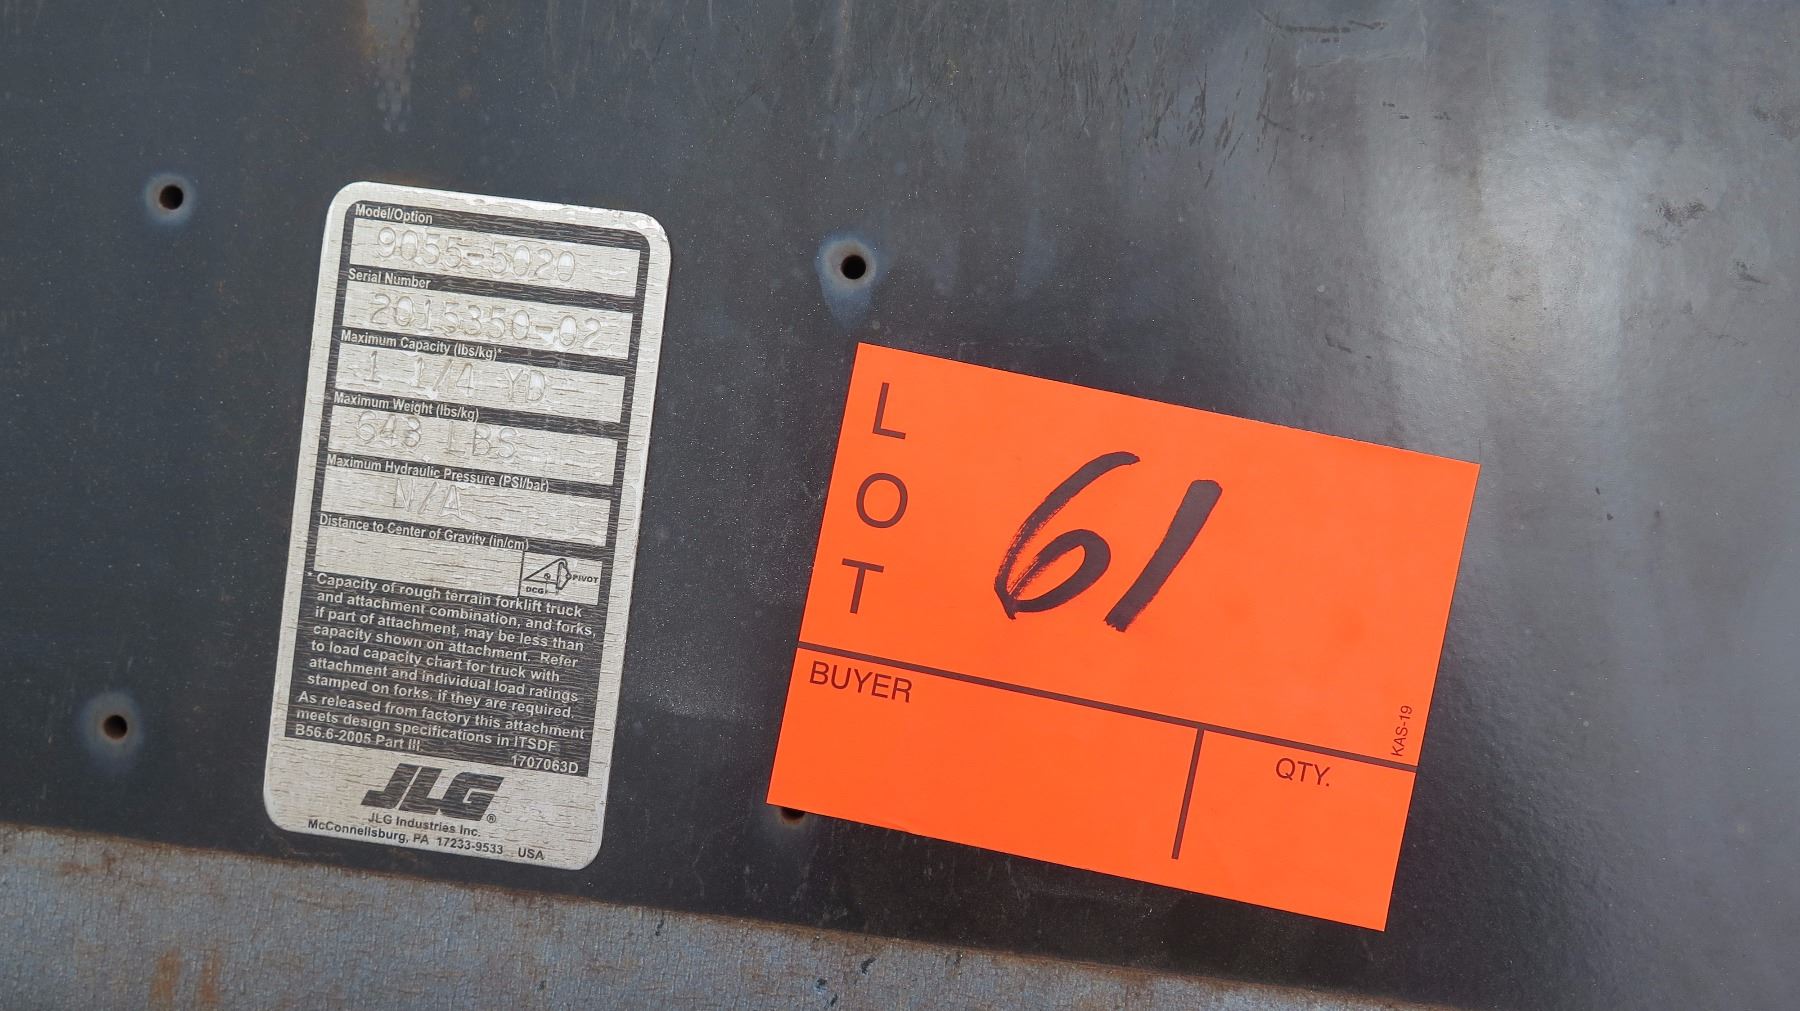 Model/Option
9055-5020
Serial Number
2015350-02
Maximum Capacity (lbs/kg)*
1 1/4 YD
Maximum Weight (lbs/kg)
643 LBS
Maximum Hydraulic Pressure (PSI/bar)
N/A
Distance to Center of Gravity (in/cm)
PIVOT
DCG
* Capacity of rough terrain forklift truck
and attachment combination, and forks,
if part of attachment, may be less than
capacity shown on attachment. Refer
to load capacity chart for truck with
attachment and individual load ratings
stamped on forks, if they are required.
As released from factory this attachment
meets design specifications in ITSDF
B56.6-2005 Part III.
1707063D
JLG®
JLG Industries Inc.
McConnellsburg, PA 17233-9533 USA
LOT
61
BUYER
QTY.
KAS-19